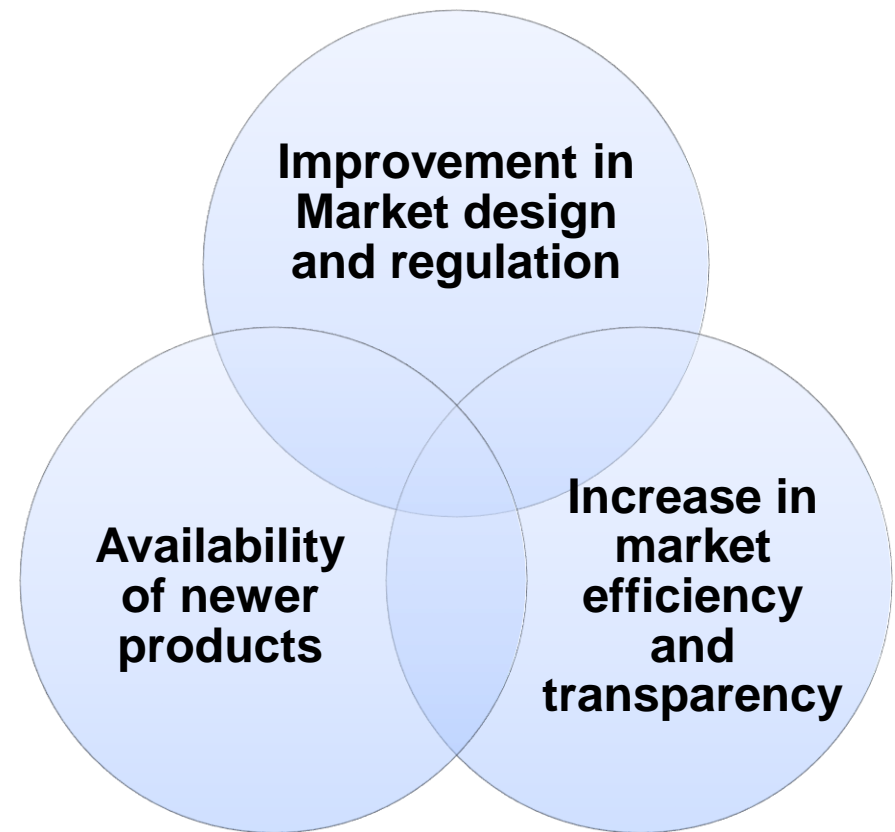 Improvement in
Market design
and regulation
Availability
of newer
products
Increase in
market
efficiency
and
transparency